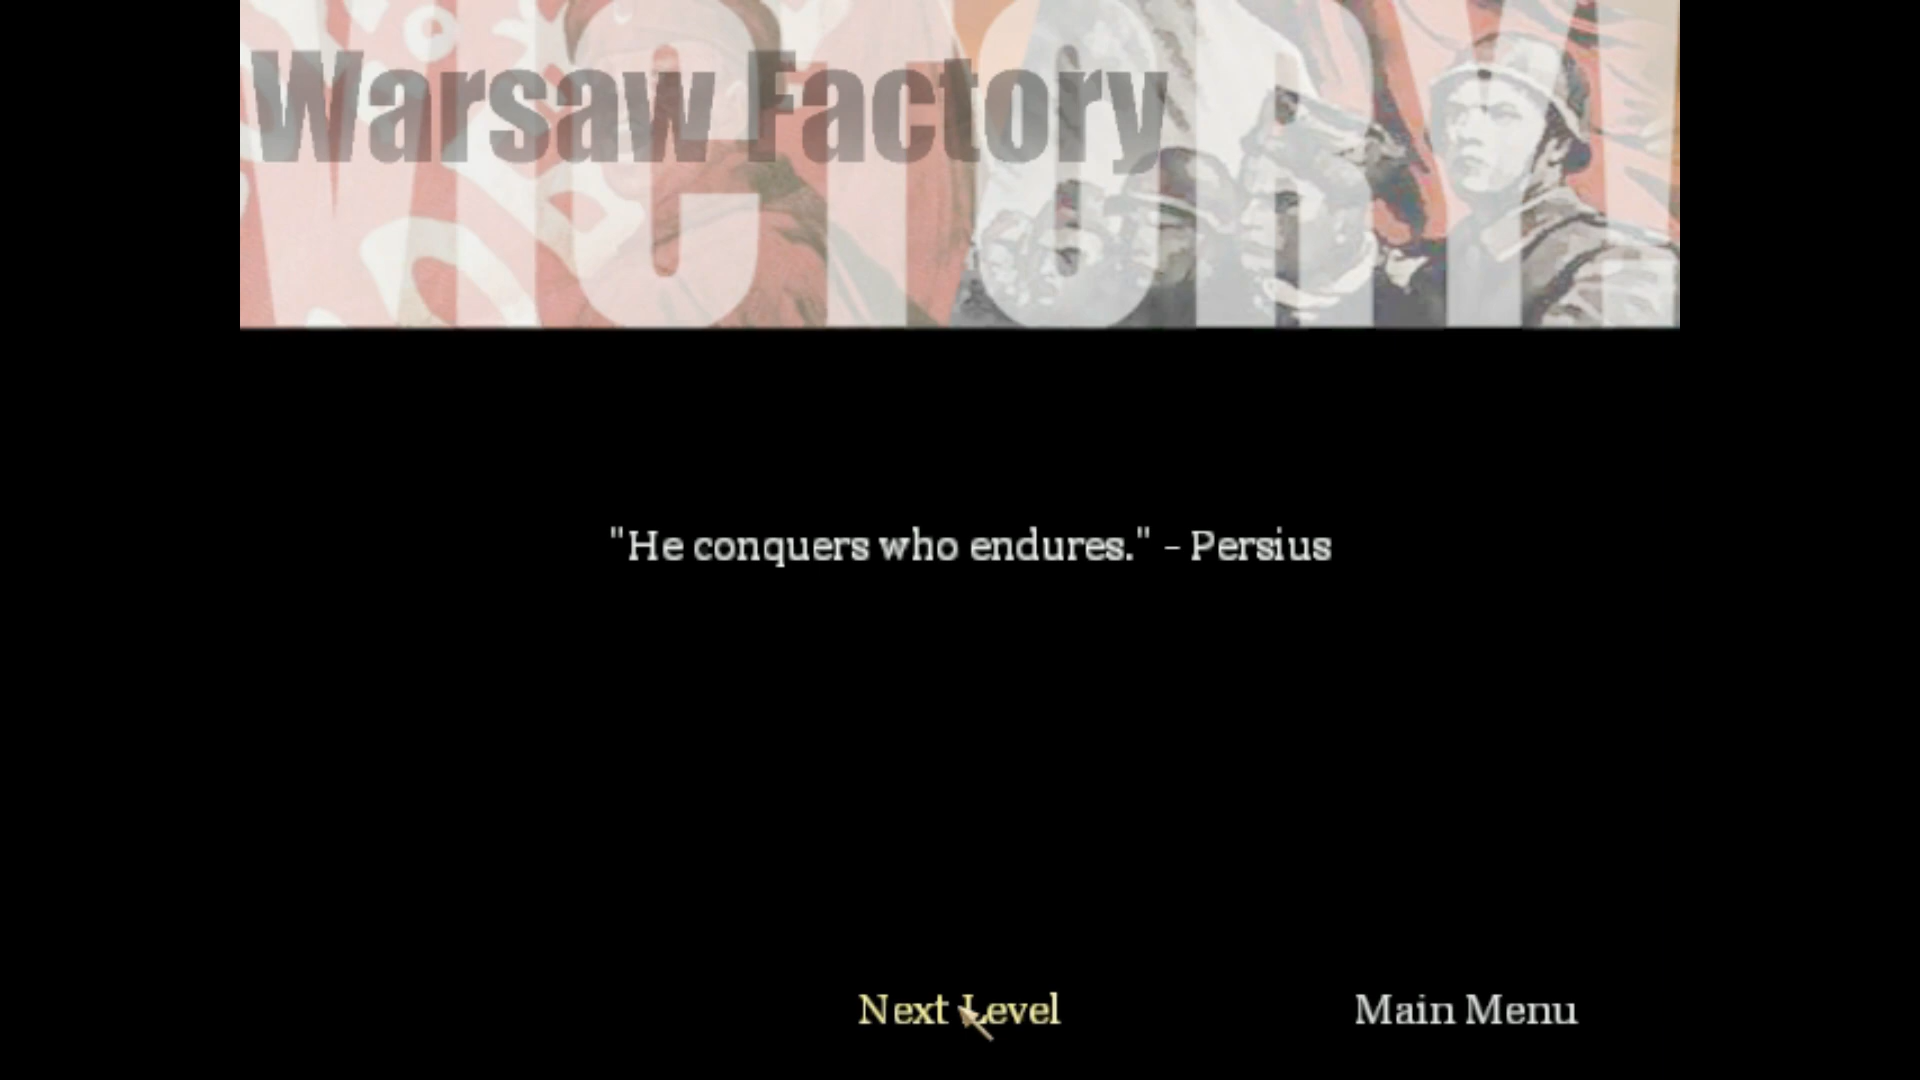 VICTORY!
Warsaw Factory
"He conquers who endures." - Persius
Next Level
Main Menu